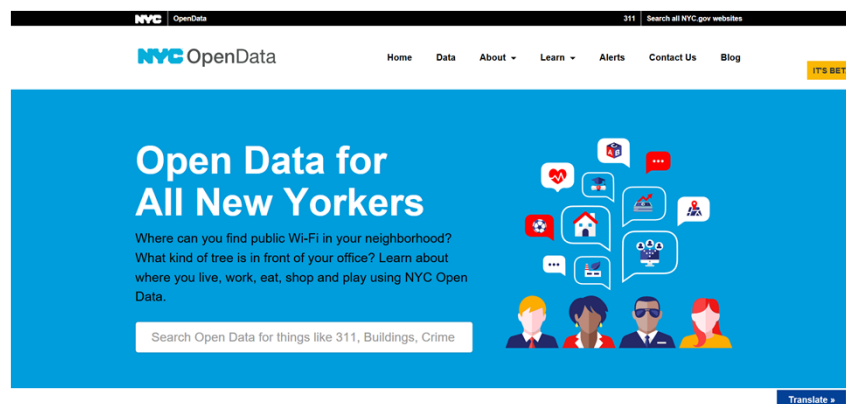 NYC OpenData 311 Search all NYC.gov websites
NYC OpenData Home Data About Learn Alerts Contact Us Blog
IT'S BET
Open Data for
All New Yorkers
Where can you find public Wi-Fi in your neighborhood?
What kind of tree is in front of your office? Learn about
where you live, work, eat, shop and play using NYC Open
Data.
Search Open Data for things like 311, Buildings, Crime
Translate »